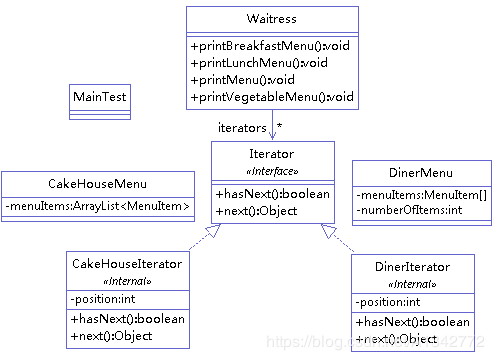 Waitress
+printBreakfastMenu():void
+printLunchMenu():void
+printMenu():void
+printVegetableMenu():void
MainTest
iterators *
Iterator
«Interface»
+hasNext():boolean
+next():Object
CakeHouseMenu
-menuItems:ArrayList<MenuItem>
DinerMenu
-menuItems:MenuItem[]
-numberOfItems:int
CakeHouseIterator
«Internal»
-position:int
+hasNext():boolean
+next():Object
DinerIterator
«Internal»
-position:int
+hasNext():boolean
+next():Object